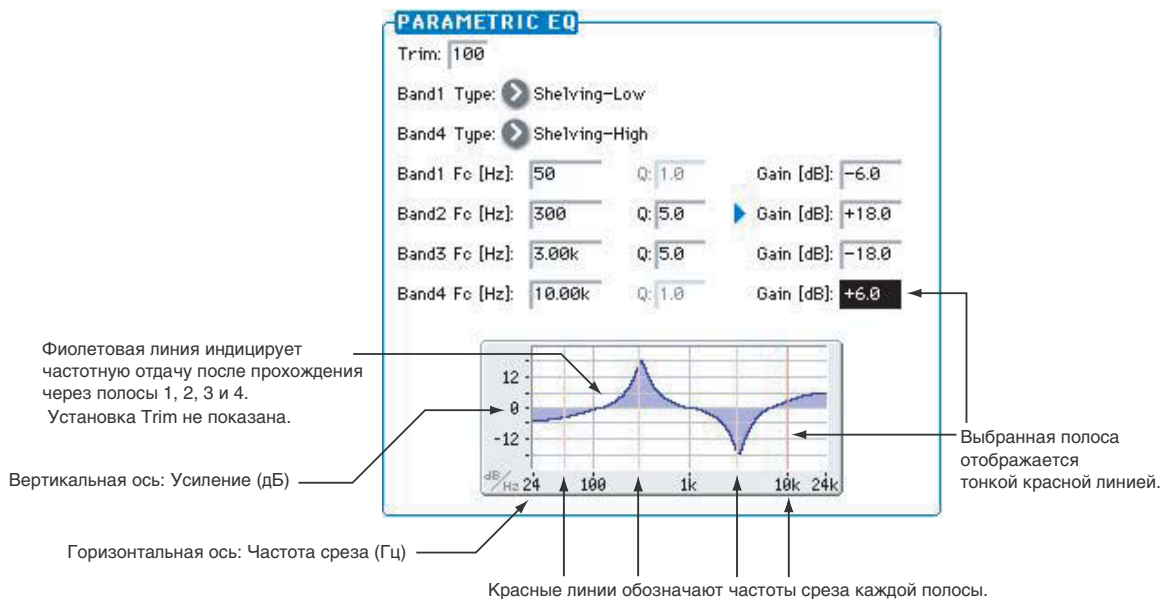 PARAMETRIC EQ
Trim: 100
Band1 Type: Shelving-Low
Band4 Type: Shelving-High
Band1 Fc [Hz]: 50 Q: 1.0 Gain [dB]: -6.0
Band2 Fc [Hz]: 300 Q: 5.0 Gain [dB]: +18.0
Band3 Fc [Hz]: 3.00k Q: 5.0 Gain [dB]: -18.0
Band4 Fc [Hz]: 10.00k Q: 1.0 Gain [dB]: +6.0
Фиолетовая линия индицирует
частотную отдачу после прохождения
через полосы 1, 2, 3 и 4.
Установка Trim не показана.
12
0
-12
dB/Hz 24 100 1k 10k 24k
Вертикальная ось: Усиление (дБ)
Выбранная полоса
отображается
тонкой красной линией.
Горизонтальная ось: Частота среза (Гц)
Красные линии обозначают частоты среза каждой полосы.